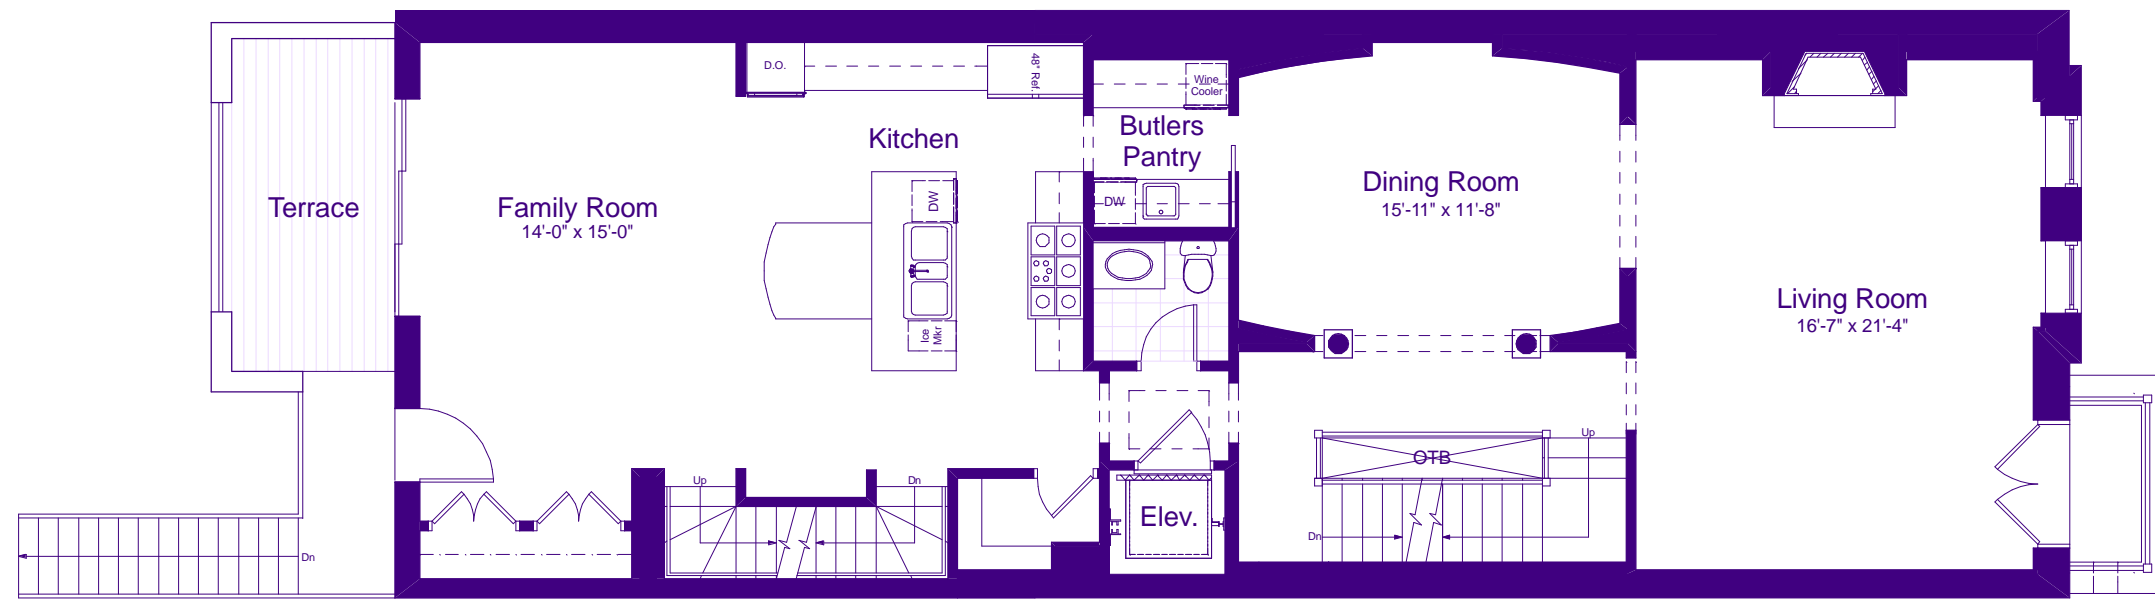 Terrace
Dn
Family Room
14'-0" x 15'-0"
D.O.
48" Ref.
Kitchen
DW
Ice
Mkr
Up
Dn
Wine
Cooler
Butlers
Pantry
DW
Elev.
Dining Room
15'-11" x 11'-8"
OTB
Up
Dn
Living Room
16'-7" x 21'-4"